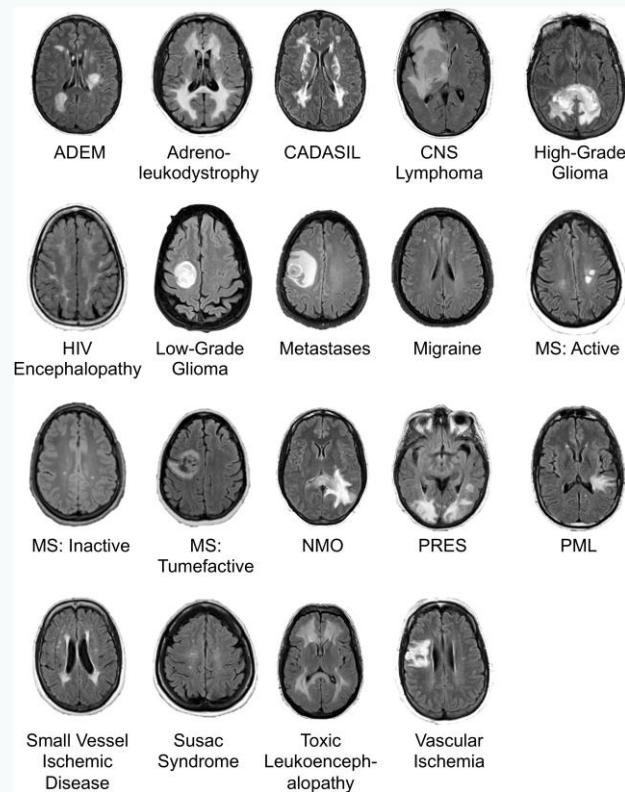 ADEM
Adreno-
leukodystrophy
CADASIL
CNS
Lymphoma
High-Grade
Glioma
HIV
Encephalopathy
Low-Grade
Glioma
Metastases
Migraine
MS: Active
MS: Inactive
MS:
Tumefactive
NMO
PRES
PML
Small Vessel
Ischemic
Disease
Susac
Syndrome
Toxic
Leukoenceph-
alopathy
Vascular
Ischemia